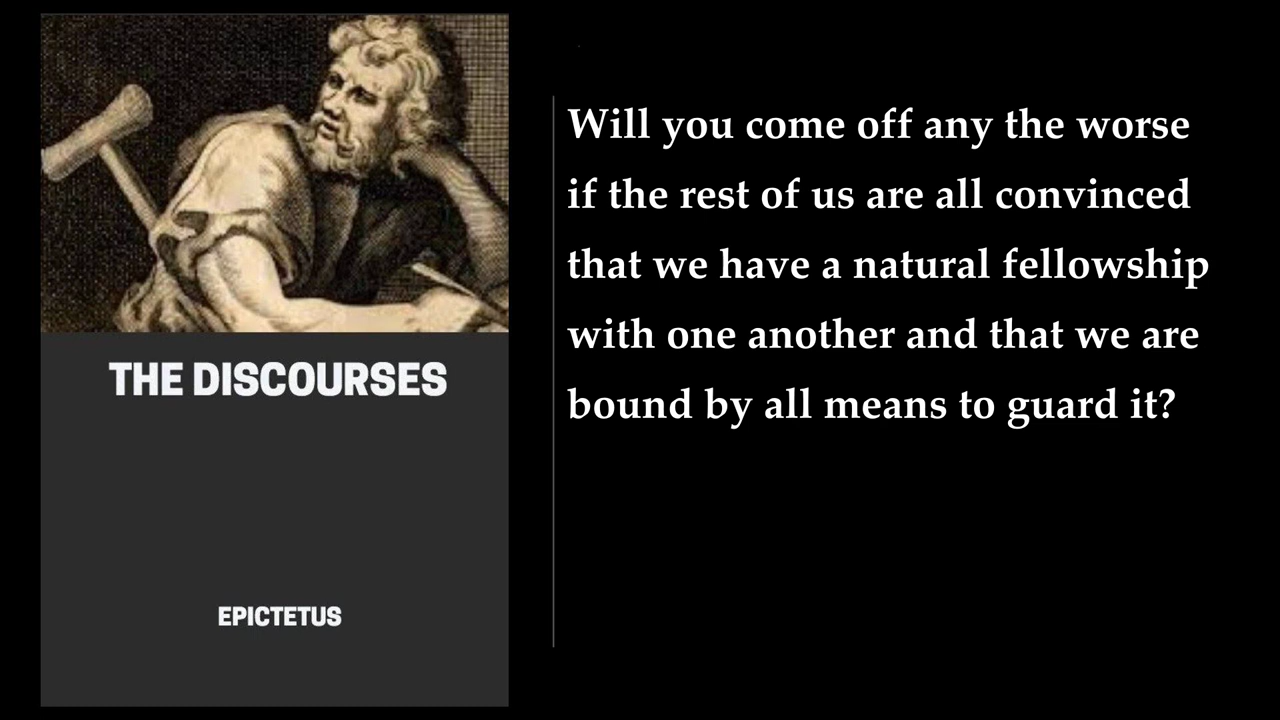 THE DISCOURSES
EPICTETUS
Will you come off any the worse
if the rest of us are all convinced
that we have a natural fellowship
with one another and that we are
bound by all means to guard it?